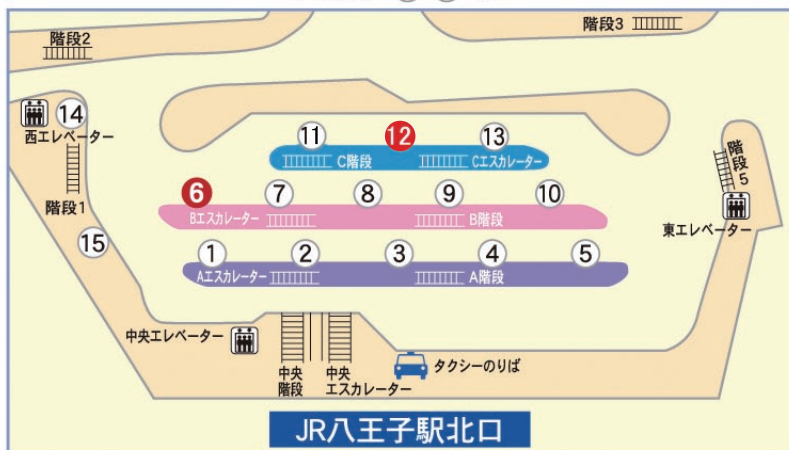 階段2
階段3
14
西エレベーター
階段1
15
11
12
13
C階段
Cエスカレーター
6
7
8
9
10
Bエスカレーター
B階段
1
2
3
4
5
Aエスカレーター
A階段
階段5
東エレベーター
中央エレベーター
中央
階段
中央
エスカレーター
タクシーのりば
JR八王子駅北口